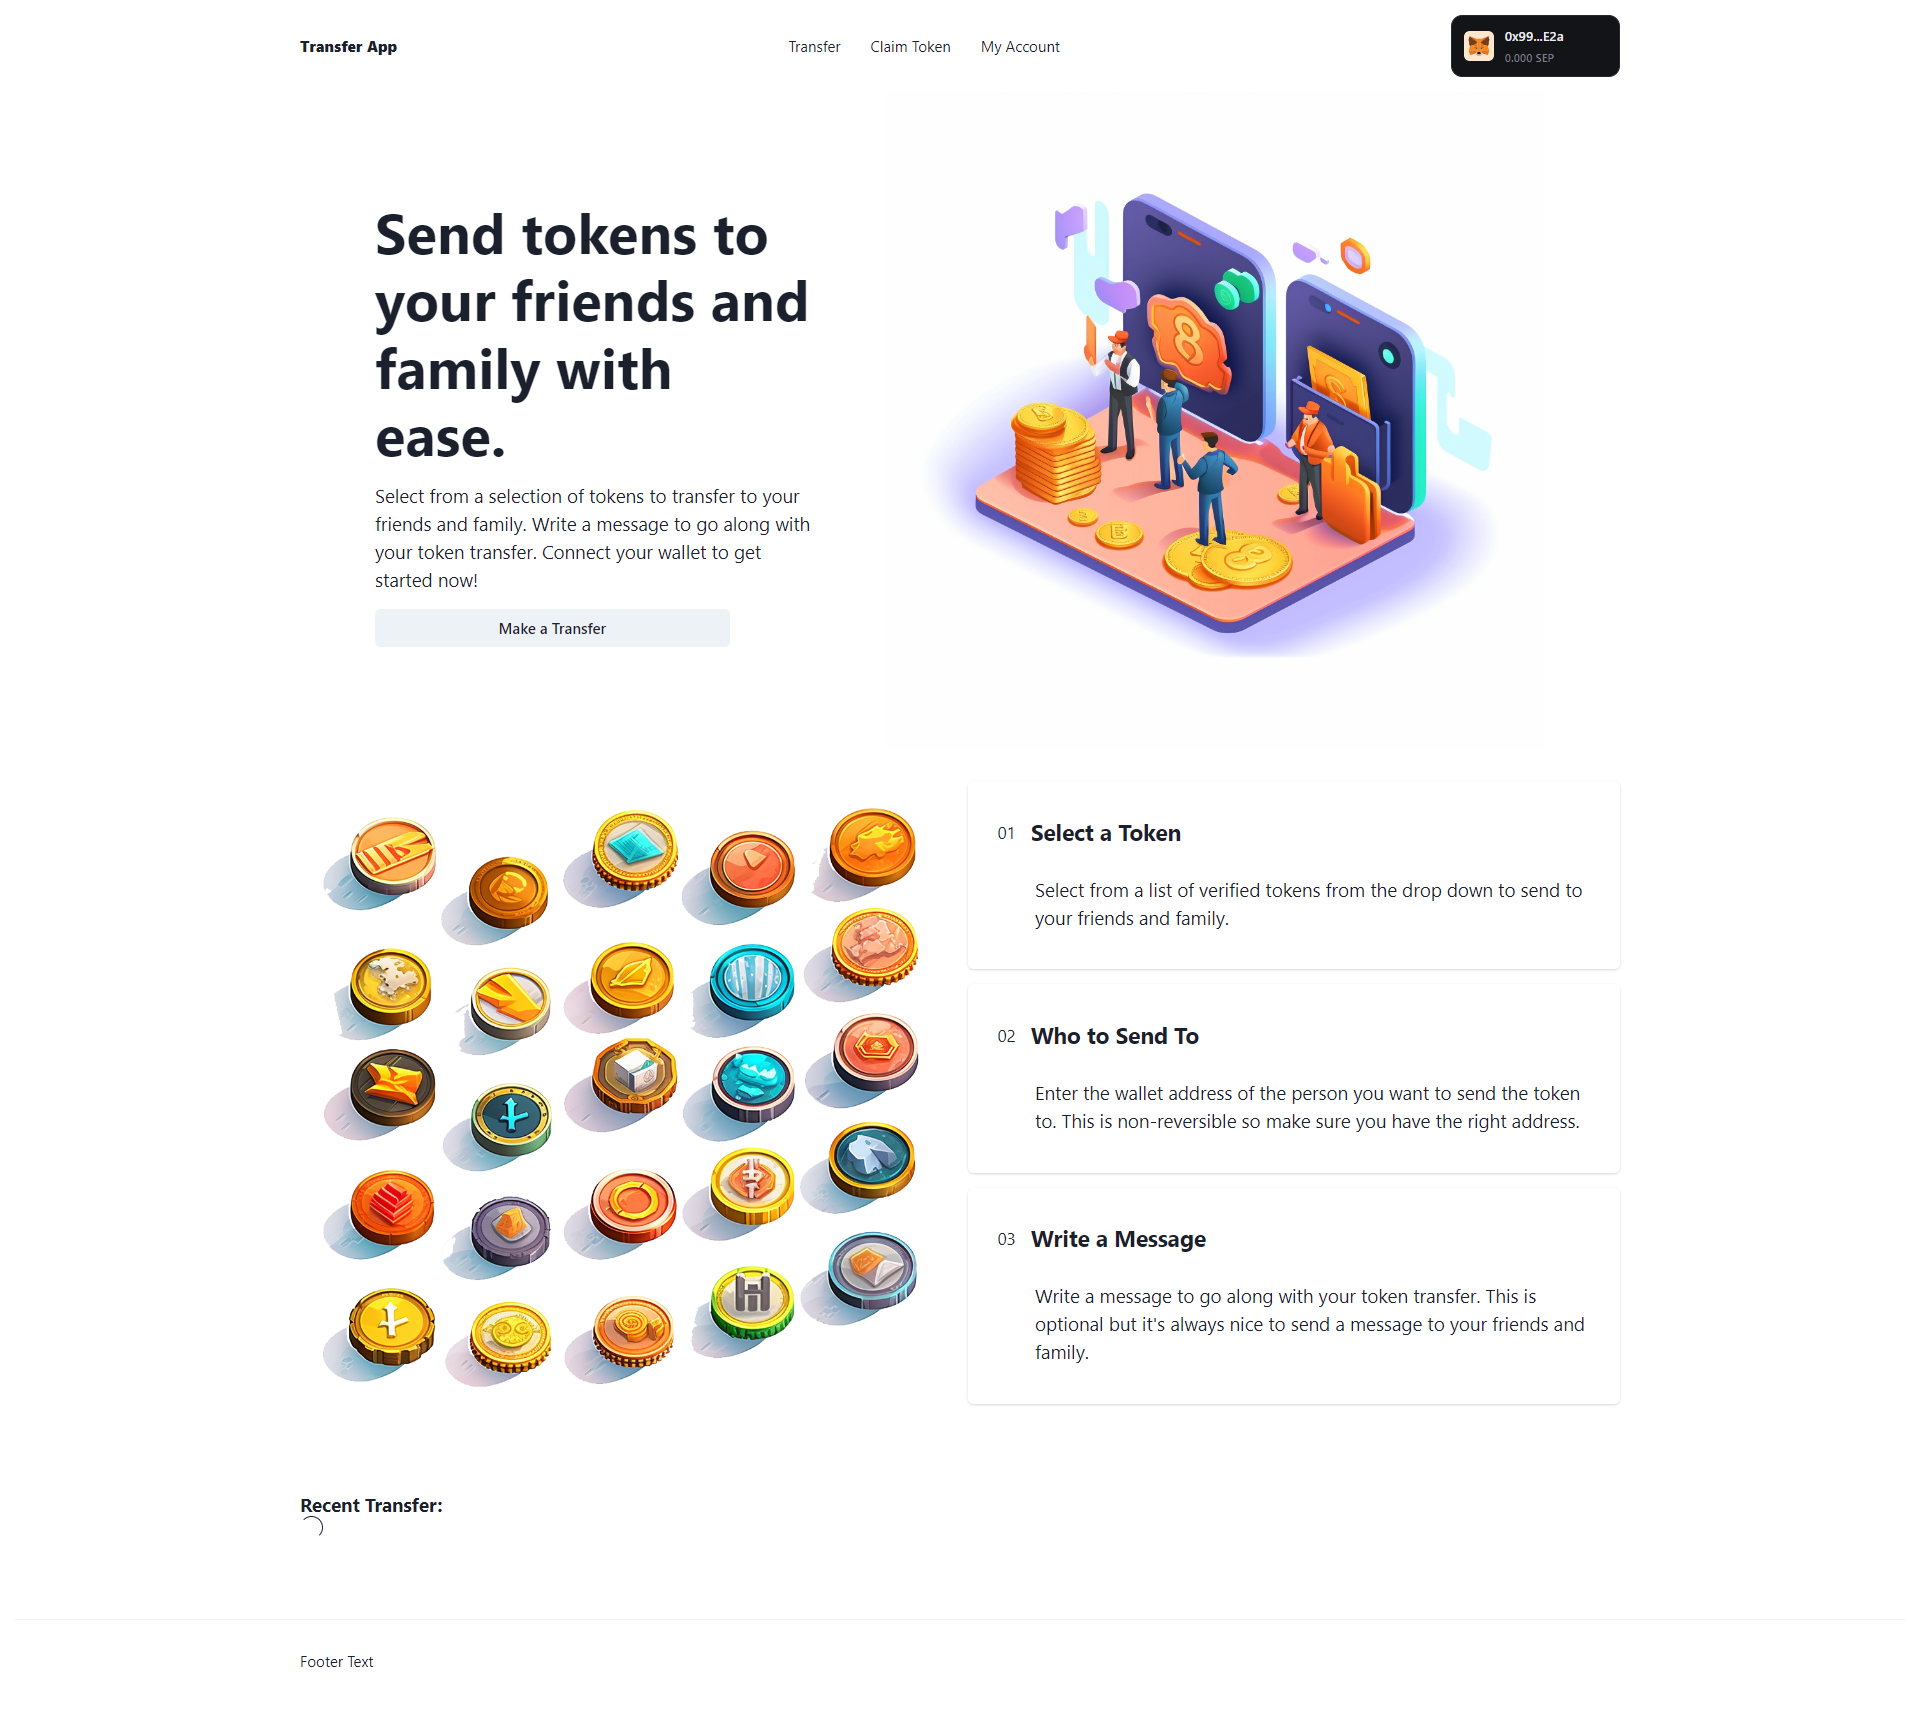 Transfer App
Transfer
Claim Token
My Account
0x99...E2a
0.000 SEP
Send tokens to
your friends and
family with
ease.
Select from a selection of tokens to transfer to your
friends and family. Write a message to go along with
your token transfer. Connect your wallet to get
started now!
Make a Transfer
8
01 Select a Token
Select from a list of verified tokens from the drop down to send to
your friends and family.
02 Who to Send To
Enter the wallet address of the person you want to send the token
to. This is non-reversible so make sure you have the right address.
03 Write a Message
Write a message to go along with your token transfer. This is
optional but it's always nice to send a message to your friends and
family.
Recent Transfer:
Footer Text